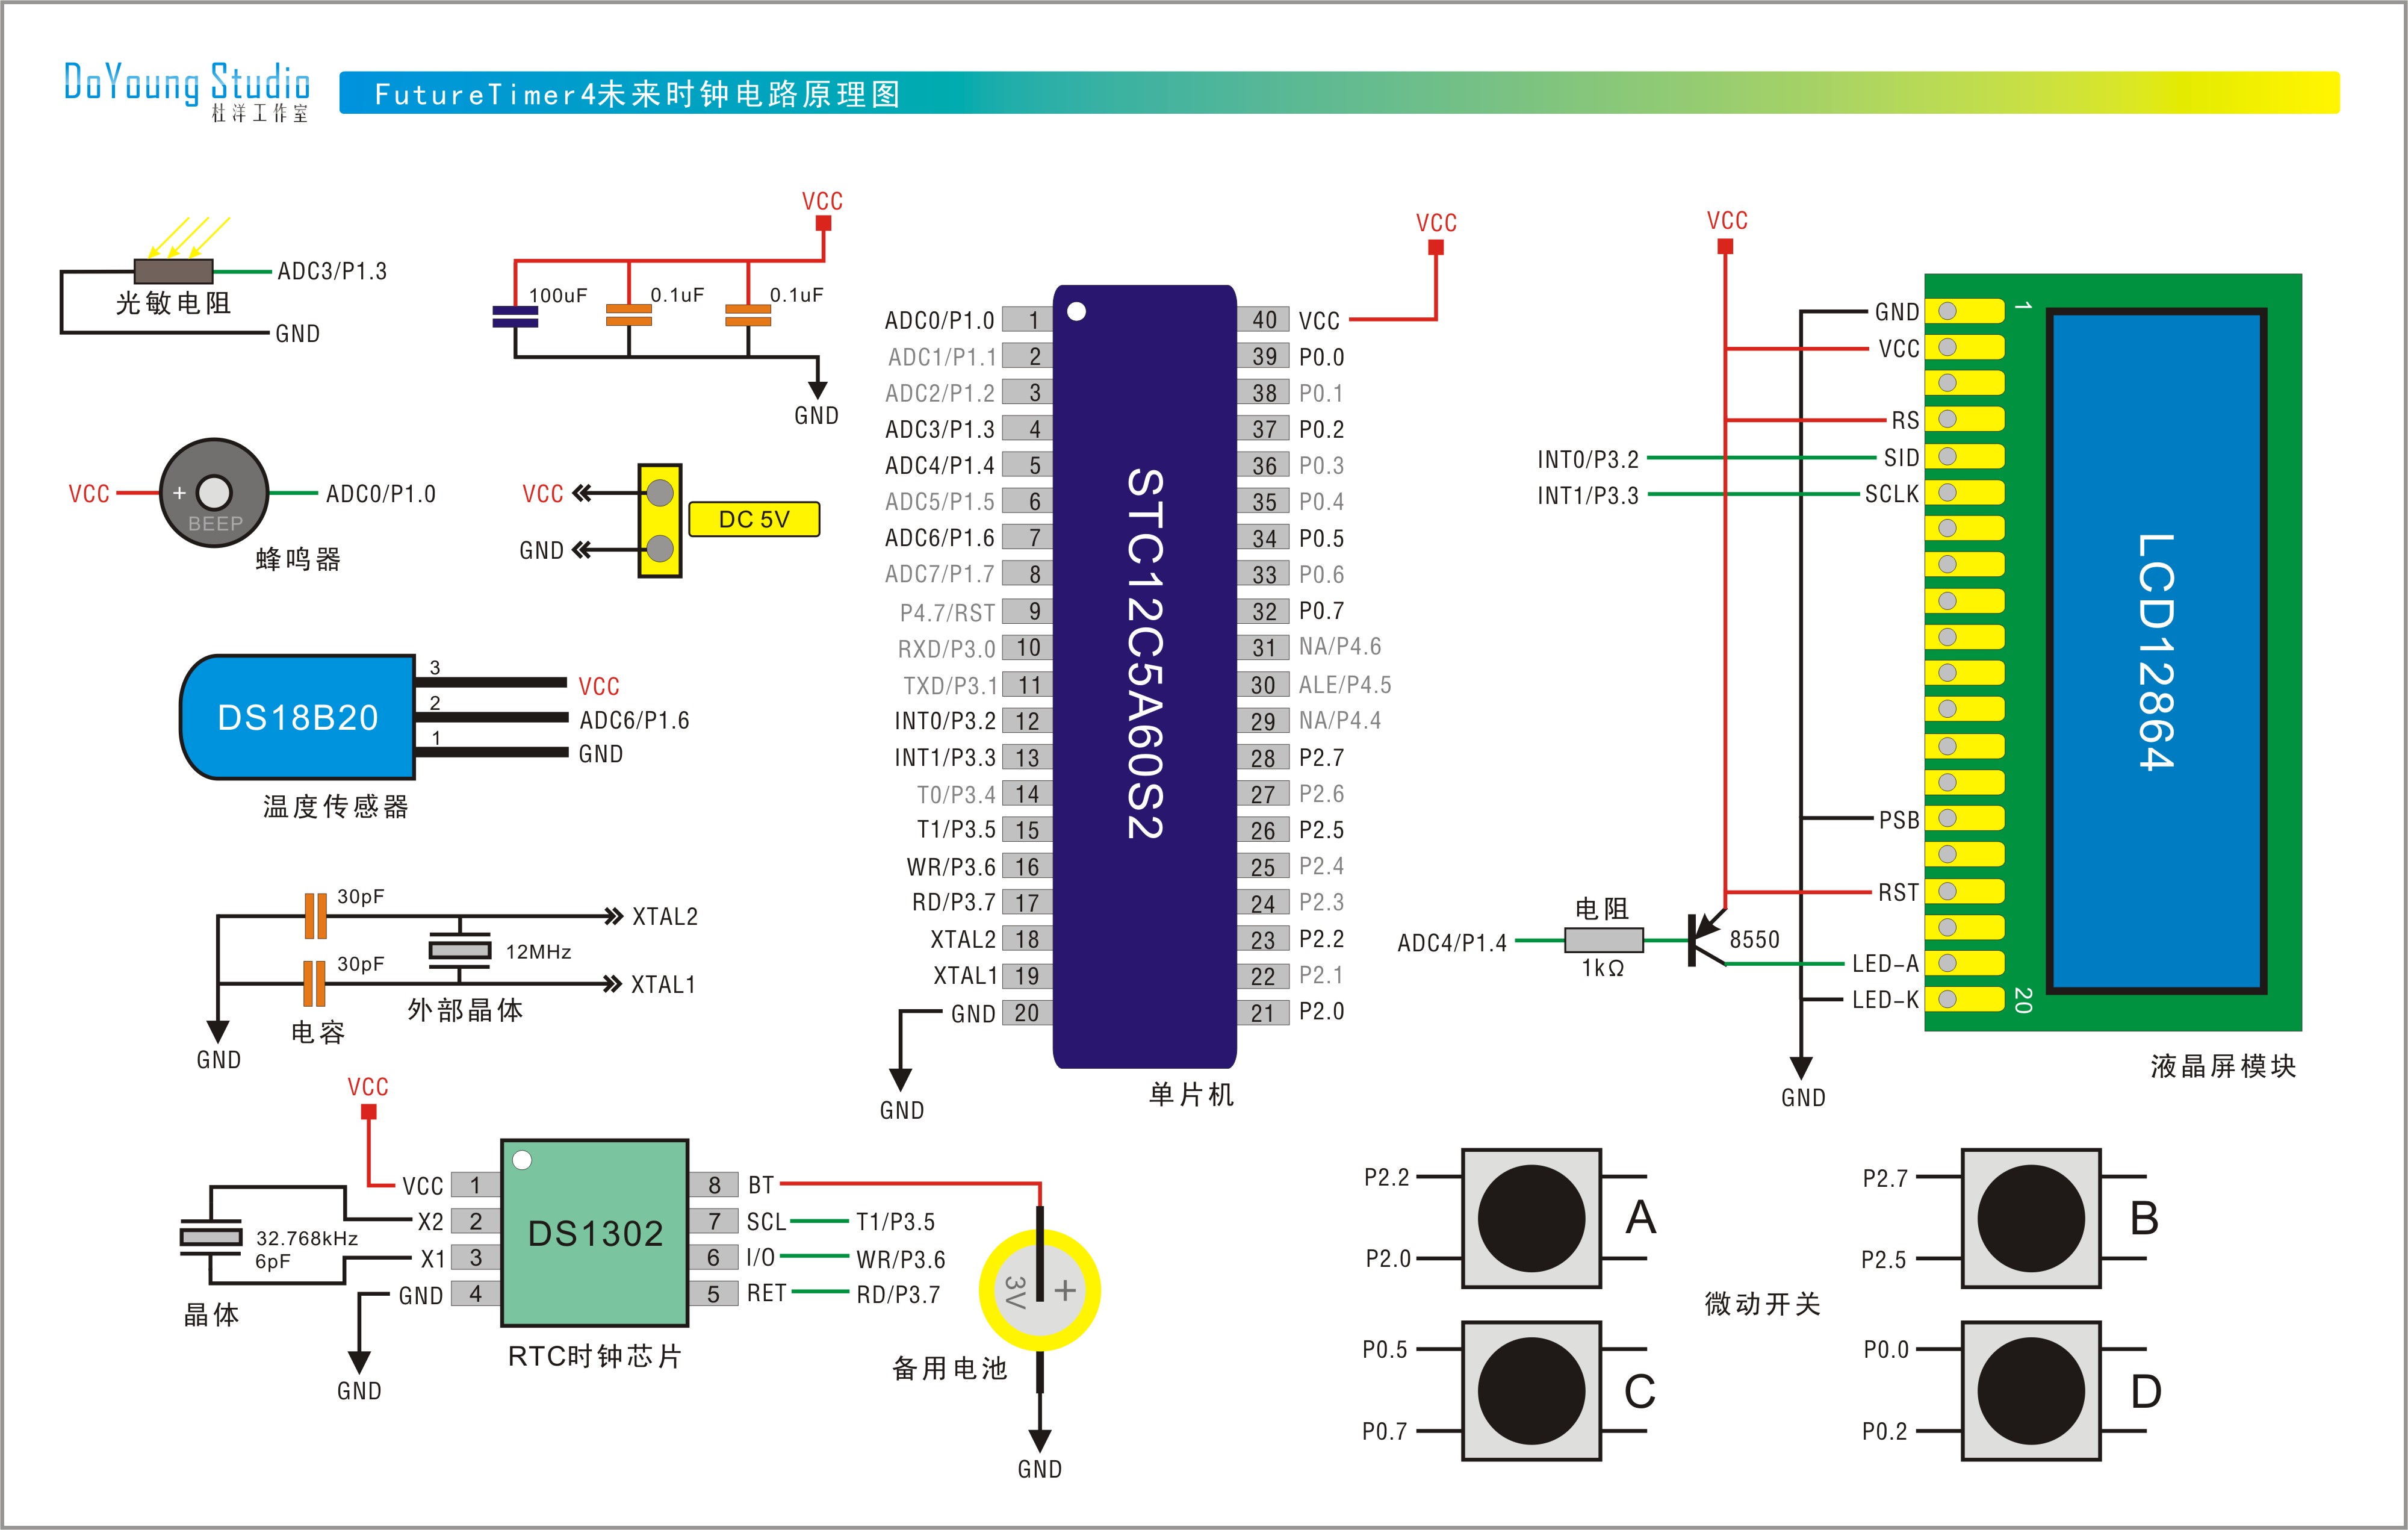 DoYoung Studio
杜洋工作室
FutureTimer4未来时钟电路原理图
ADC3/P1.3
光敏电阻
GND
VCC
100uF
0.1uF
0.1uF
GND
VCC
+
BEEP
ADC0/P1.0
蜂鸣器
VCC
GND
DC 5V
DS18B20
3
VCC
2
ADC6/P1.6
1
GND
温度传感器
30pF
XTAL2
12MHz
30pF
XTAL1
外部晶体
电容
GND
VCC
VCC 1
X2 2
X1 3
GND 4
32.768kHz
6pF
晶体
GND
DS1302
8 BT
7 SCL T1/P3.5
6 I/O WR/P3.6
5 RET RD/P3.7
RTC时钟芯片
3V +
备用电池
GND
ADC0/P1.0 1
ADC1/P1.1 2
ADC2/P1.2 3
ADC3/P1.3 4
ADC4/P1.4 5
ADC5/P1.5 6
ADC6/P1.6 7
ADC7/P1.7 8
P4.7/RST 9
RXD/P3.0 10
TXD/P3.1 11
INT0/P3.2 12
INT1/P3.3 13
T0/P3.4 14
T1/P3.5 15
WR/P3.6 16
RD/P3.7 17
XTAL2 18
XTAL1 19
GND 20
GND
STC12C5A60S2
单片机
VCC
40 VCC
39 P0.0
38 P0.1
37 P0.2
36 P0.3
35 P0.4
34 P0.5
33 P0.6
32 P0.7
31 NA/P4.6
30 ALE/P4.5
29 NA/P4.4
28 P2.7
27 P2.6
26 P2.5
25 P2.4
24 P2.3
23 P2.2
22 P2.1
21 P2.0
VCC
GND
VCC
RS
INT0/P3.2 SID
INT1/P3.3 SCLK
PSB
RST
电阻
ADC4/P1.4
1kΩ
8550
LED-A
LED-K
GND
1
20
LCD12864
液晶屏模块
P2.2
P2.0
A
P2.7
P2.5
B
微动开关
P0.5
P0.7
C
P0.0
P0.2
D